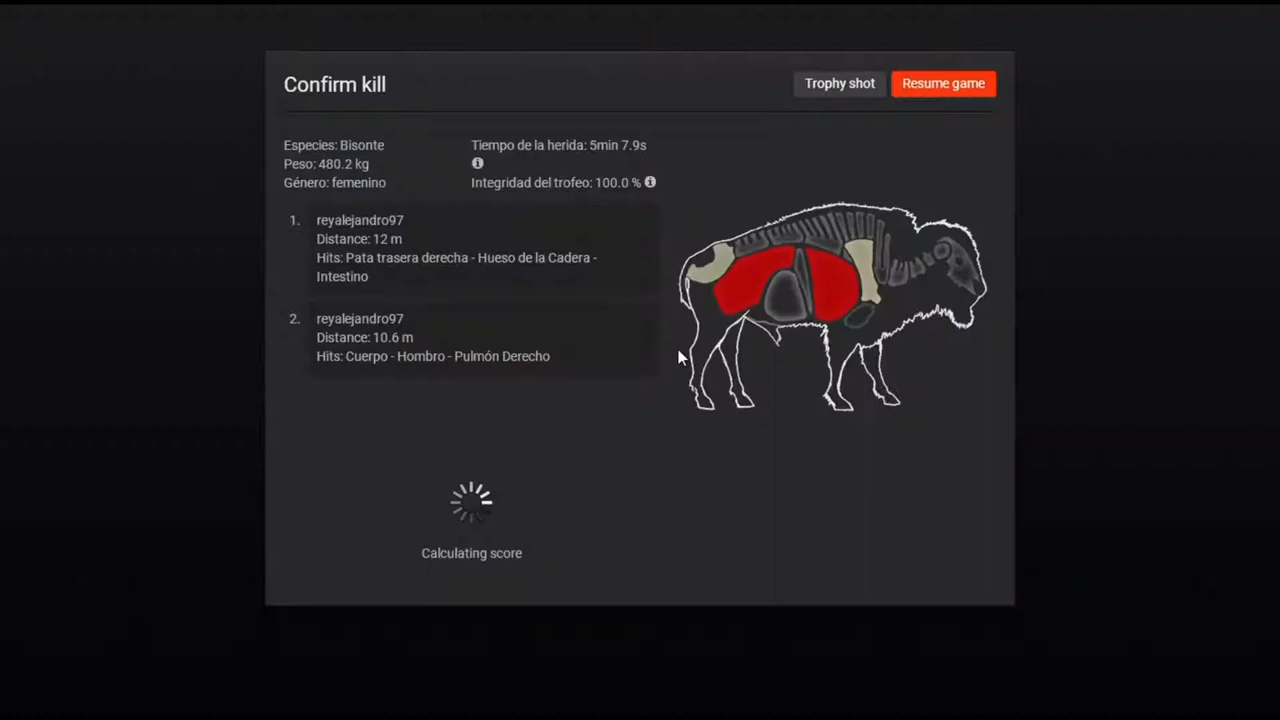 Confirm kill
Trophy shot
Resume game
Especies: Bisonte
Peso: 480.2 kg
Género: femenino
Tiempo de la herida: 5min 7.9s
Integridad del trofeo: 100.0 %
1. reyalejandro97
Distance: 12 m
Hits: Pata trasera derecha - Hueso de la Cadera -
Intestino
2. reyalejandro97
Distance: 10.6 m
Hits: Cuerpo - Hombro - Pulmón Derecho
Calculating score